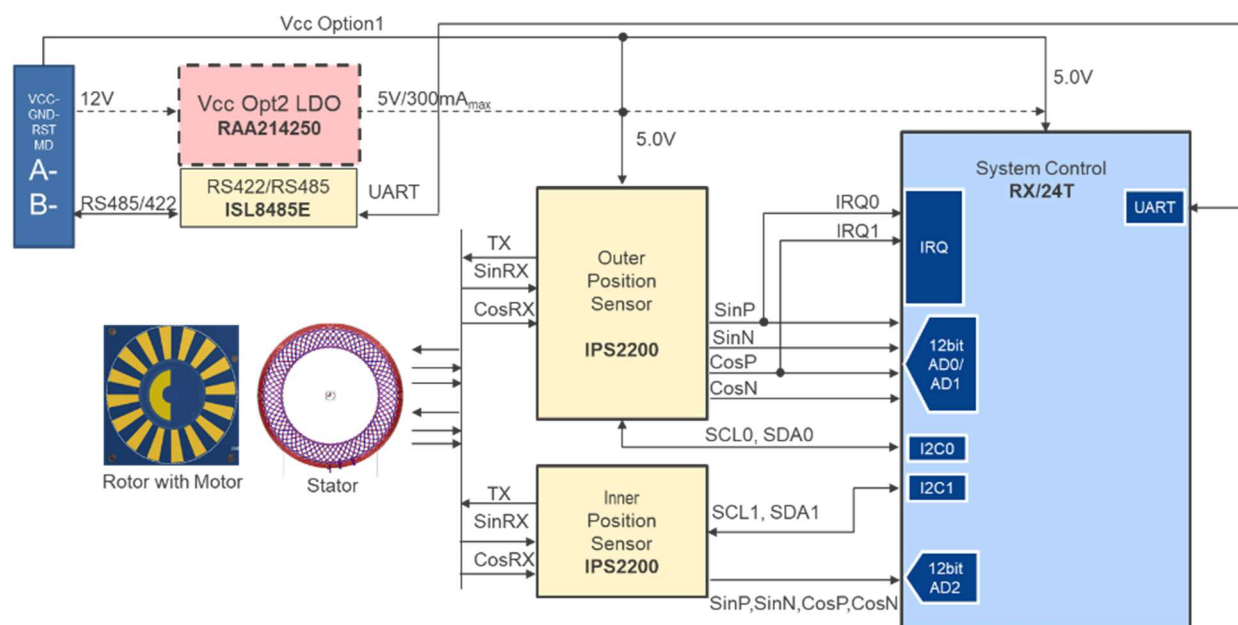 Vcc Option1
VCC-
GND-
RST
MD
A-
B-
12V
Vcc Opt2 LDO
RAA214250
5V/300mAmax
5.0V
5.0V
RS485/422
RS422/RS485
ISL8485E
UART
System Control
RX/24T
UART
IRQ0
IRQ1
IRQ
TX
SinRX
CosRX
Outer
Position
Sensor
IPS2200
SinP
SinN
CosP
CosN
12bit
AD0/
AD1
SCL0, SDA0
I2C0
I2C1
Rotor with Motor
Stator
TX
SinRX
CosRX
Inner
Position
Sensor
IPS2200
SCL1, SDA1
12bit
AD2
SinP,SinN,CosP,CosN